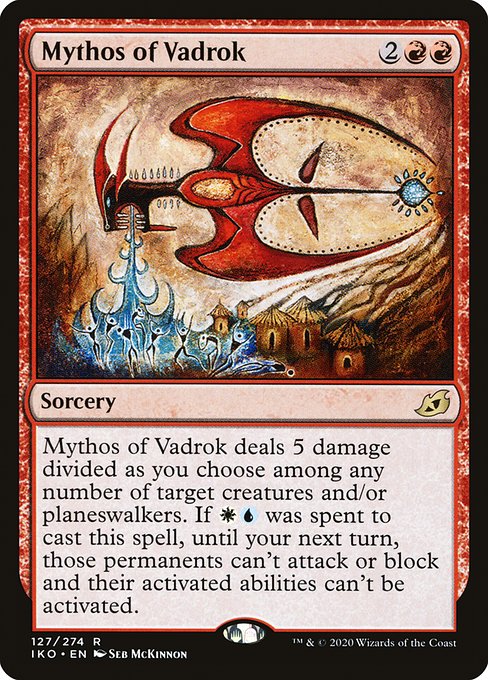 Mythos of Vadrok 2
Sorcery
Mythos of Vadrok deals 5 damage
divided as you choose among any
number of target creatures and/or
planeswalkers. If was spent to
cast this spell, until your next turn,
those permanents can't attack or block
and their activated abilities can't be
activated.
127/274 R
IKO • EN Seb McKinnon
™ & © 2020 Wizards of the Coast